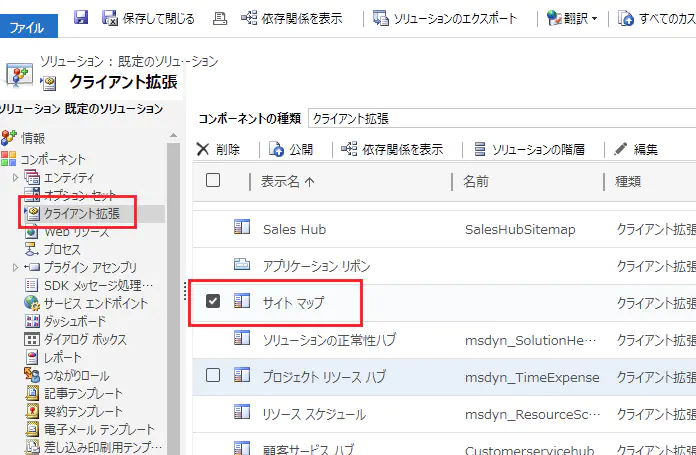 ファイル
保存して閉じる
依存関係を表示
ソリューションのエクスポート
翻訳
すべてのカス
ソリューション : 既定のソリューション
クライアント拡張
ソリューション 既定のソリューション
情報
コンポーネント
エンティティ
オプション セット
クライアント拡張
Web リソース
プロセス
プラグイン アセンブリ
SDK メッセージ処理…
サービス エンドポイント
ダッシュボード
ダイアログ ボックス
レポート
つながりロール
記事テンプレート
契約テンプレート
電子メール テンプレート
差し込み印刷用テンプ…
コンポーネントの種類 クライアント拡張
削除 公開 依存関係を表示 ソリューションの階層 編集
表示名 ↑ 名前 種類
Sales Hub SalesHubSitemap クライアント拡張
アプリケーション リボン クライアント拡張
サイト マップ クライアント拡張
ソリューションの正常性ハブ msdyn_SolutionHe… クライアント拡張
プロジェクト リソース ハブ msdyn_TimeExpense クライアント拡張
リソース スケジュール msdyn_ResourceSc… クライアント拡張
顧客サービス ハブ Customerservicehub クライアント拡張